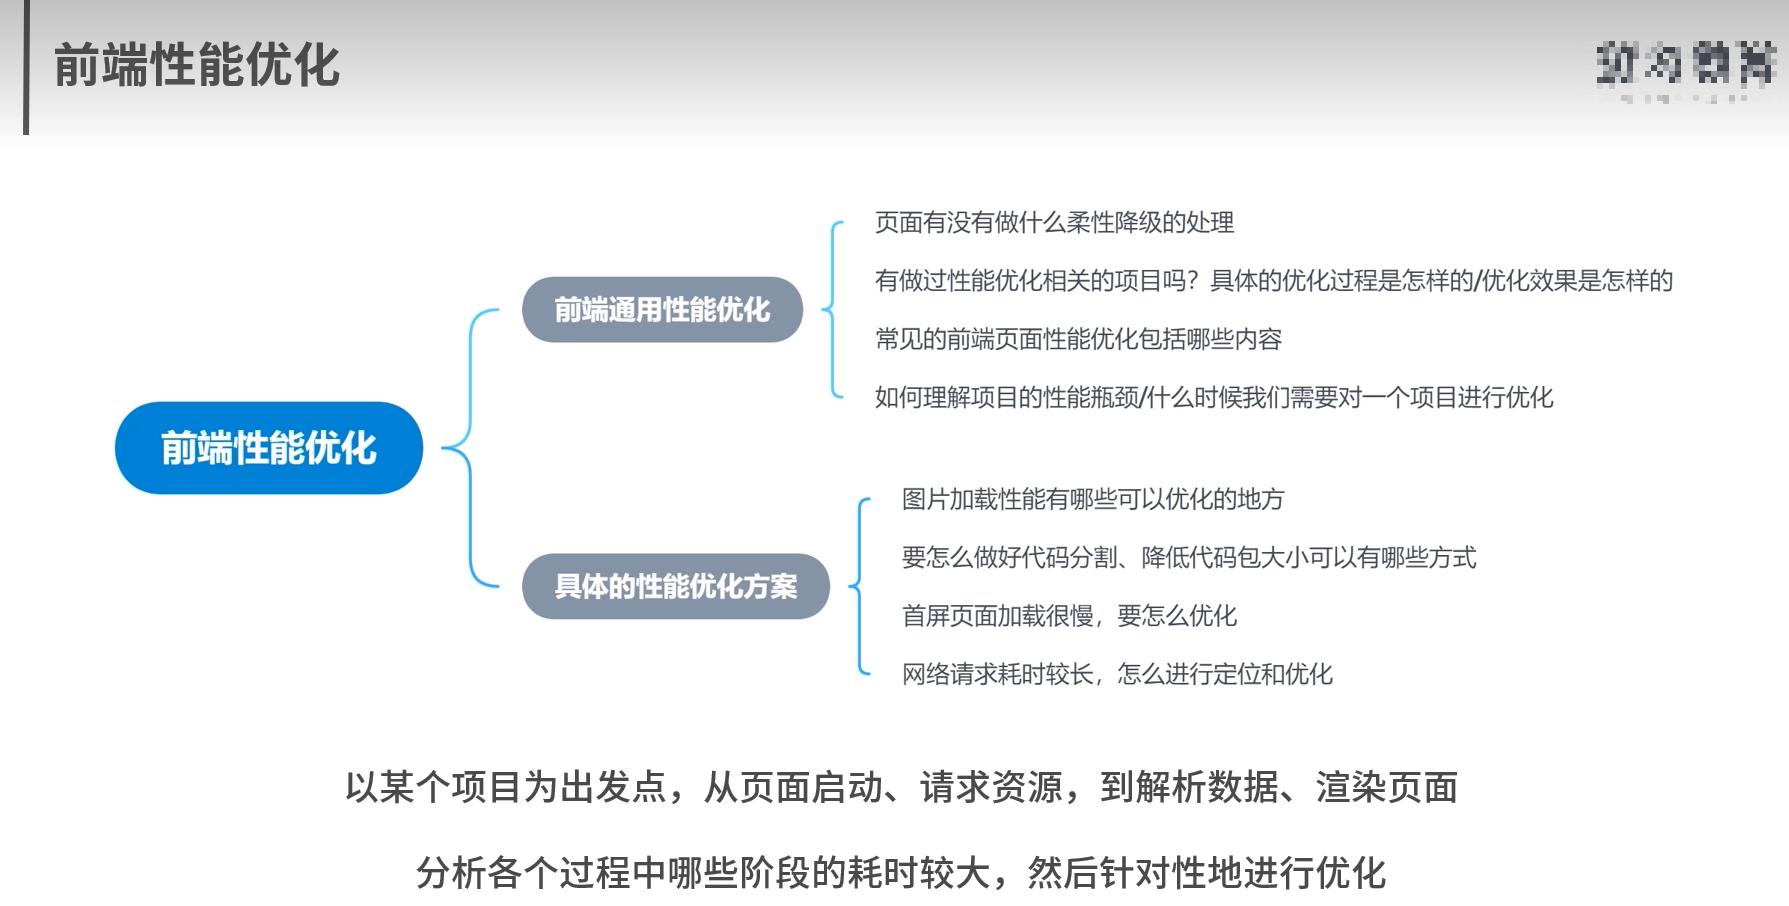 前端性能优化
页面有没有做什么柔性降级的处理
前端通用性能优化
有做过性能优化相关的项目吗？具体的优化过程是怎样的/优化效果是怎样的
常见的前端页面性能优化包括哪些内容
如何理解项目的性能瓶颈/什么时候我们需要对一个项目进行优化
前端性能优化
图片加载性能有哪些可以优化的地方
要怎么做好代码分割、降低代码包大小可以有哪些方式
具体的性能优化方案
首屏页面加载很慢，要怎么优化
网络请求耗时较长，怎么进行定位和优化
以某个项目为出发点，从页面启动、请求资源，到解析数据、渲染页面
分析各个过程中哪些阶段的耗时较大，然后针对性地进行优化